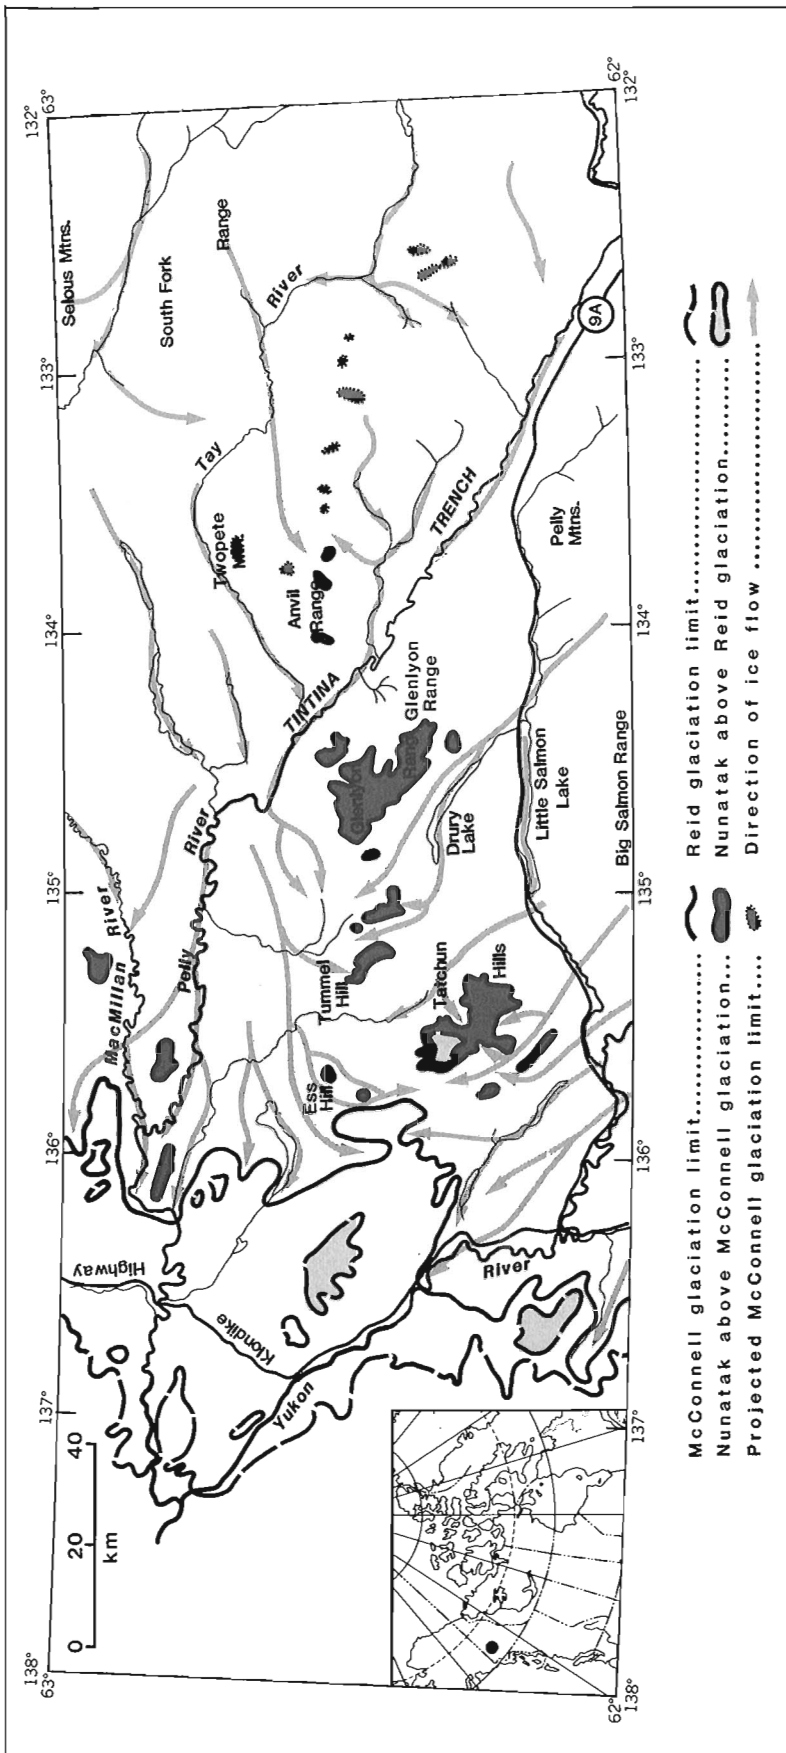 138°
63°
137°
136°
135°
134°
133°
132°
63°
0 20 40
km
Highway
Klondike
Yukon
River
MacMillan
River
Pelly
River
Ess
Hill
Tummel
Hill
Tatchun
Hills
Glenlyon
Range
Glenlyon
Range
Drury
Lake
Little Salmon
Lake
Big Salmon Range
TINTINA
TRENCH
Anvil
Range
Twopete
Mtn.
Tay
River
South Fork
Range
Selous Mtns.
Pelly
Mtns.
9A
62°
138°
137°
136°
135°
134°
133°
62°
132°
McConnell glaciation limit
Nunatak above McConnell glaciation
Projected McConnell glaciation limit
Reid glaciation limit
Nunatak above Reid glaciation
Direction of ice flow